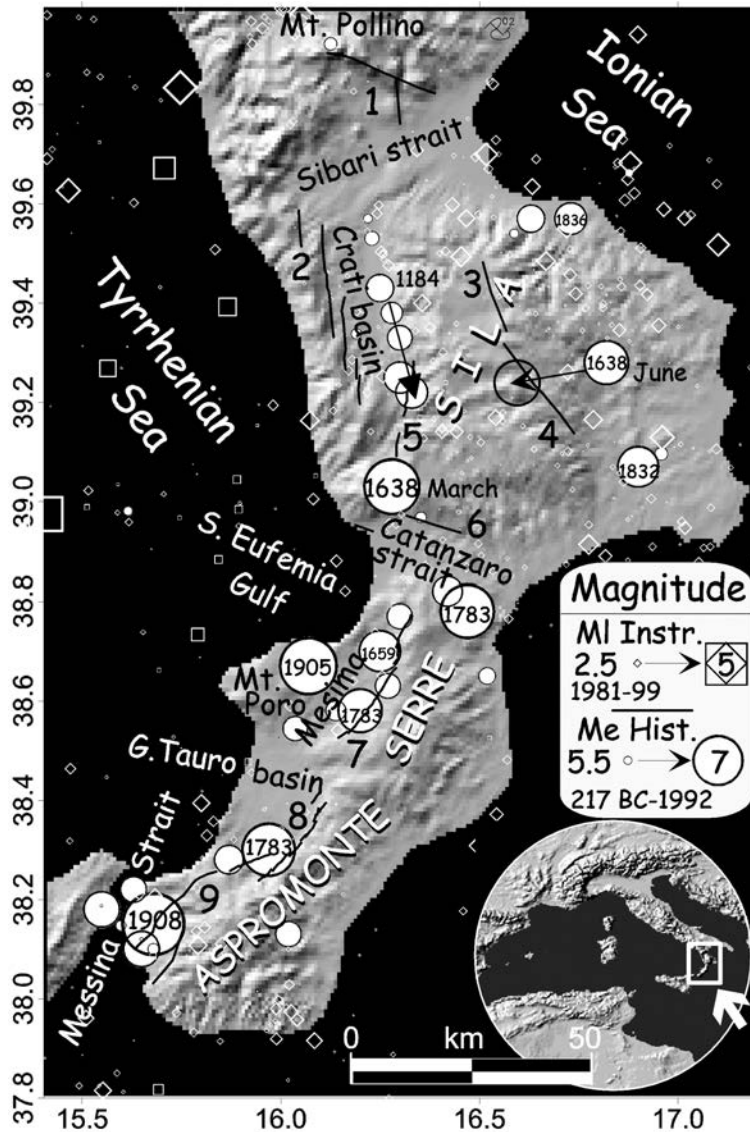 02
Mt. Pollino
Ionian
Sea
1
Sibari strait
39.8
39.6
39.4
39.2
39.0
38.8
38.6
38.4
38.2
38.0
37.8
Tyrrhenian
Sea
2
Crati basin
1184
3
SILA
1836
1638
June
4
5
1832
1638
March
6
Catanzaro
strait
S. Eufemia
Gulf
1783
1905
1659
Mt.
Poro
Mesima
1783
7
SERRE
G.Tauro basin
8
1783
Messina Strait
1908
9
ASPROMONTE
Magnitude
Ml Instr.
2.5 5
1981-99
Me Hist.
5.5 7
217 BC-1992
0 km 50
15.5 16.0 16.5 17.0